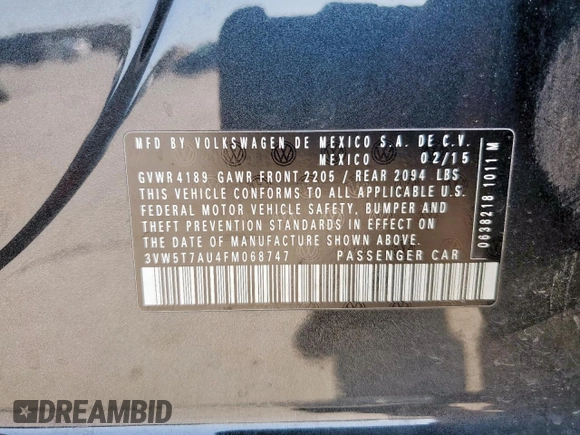 MFD BY VOLKSWAGEN DE MEXICO S.A. DE C.V.
MEXICO 02/15
GVWR 4189 GAWR FRONT 2205 / REAR 2094 LBS
THIS VEHICLE CONFORMS TO ALL APPLICABLE U.S.
FEDERAL MOTOR VEHICLE SAFETY, BUMPER AND
THEFT PREVENTION STANDARDS IN EFFECT ON
THE DATE OF MANUFACTURE SHOWN ABOVE.
3VW5T7AU4FM068747 PASSENGER CAR
0638218 1011 M
DREAMBID